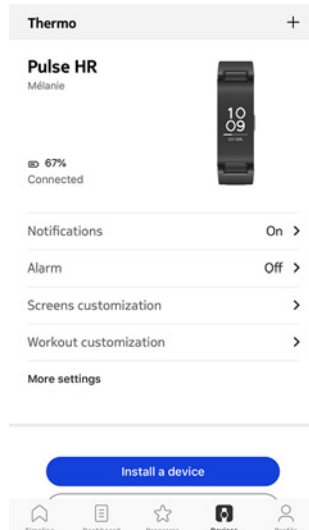 Thermo +
Pulse HR
Mélanie
10
09
67%
Connected
Notifications On >
Alarm Off >
Screens customization >
Workout customization >
More settings
Install a device
Devices